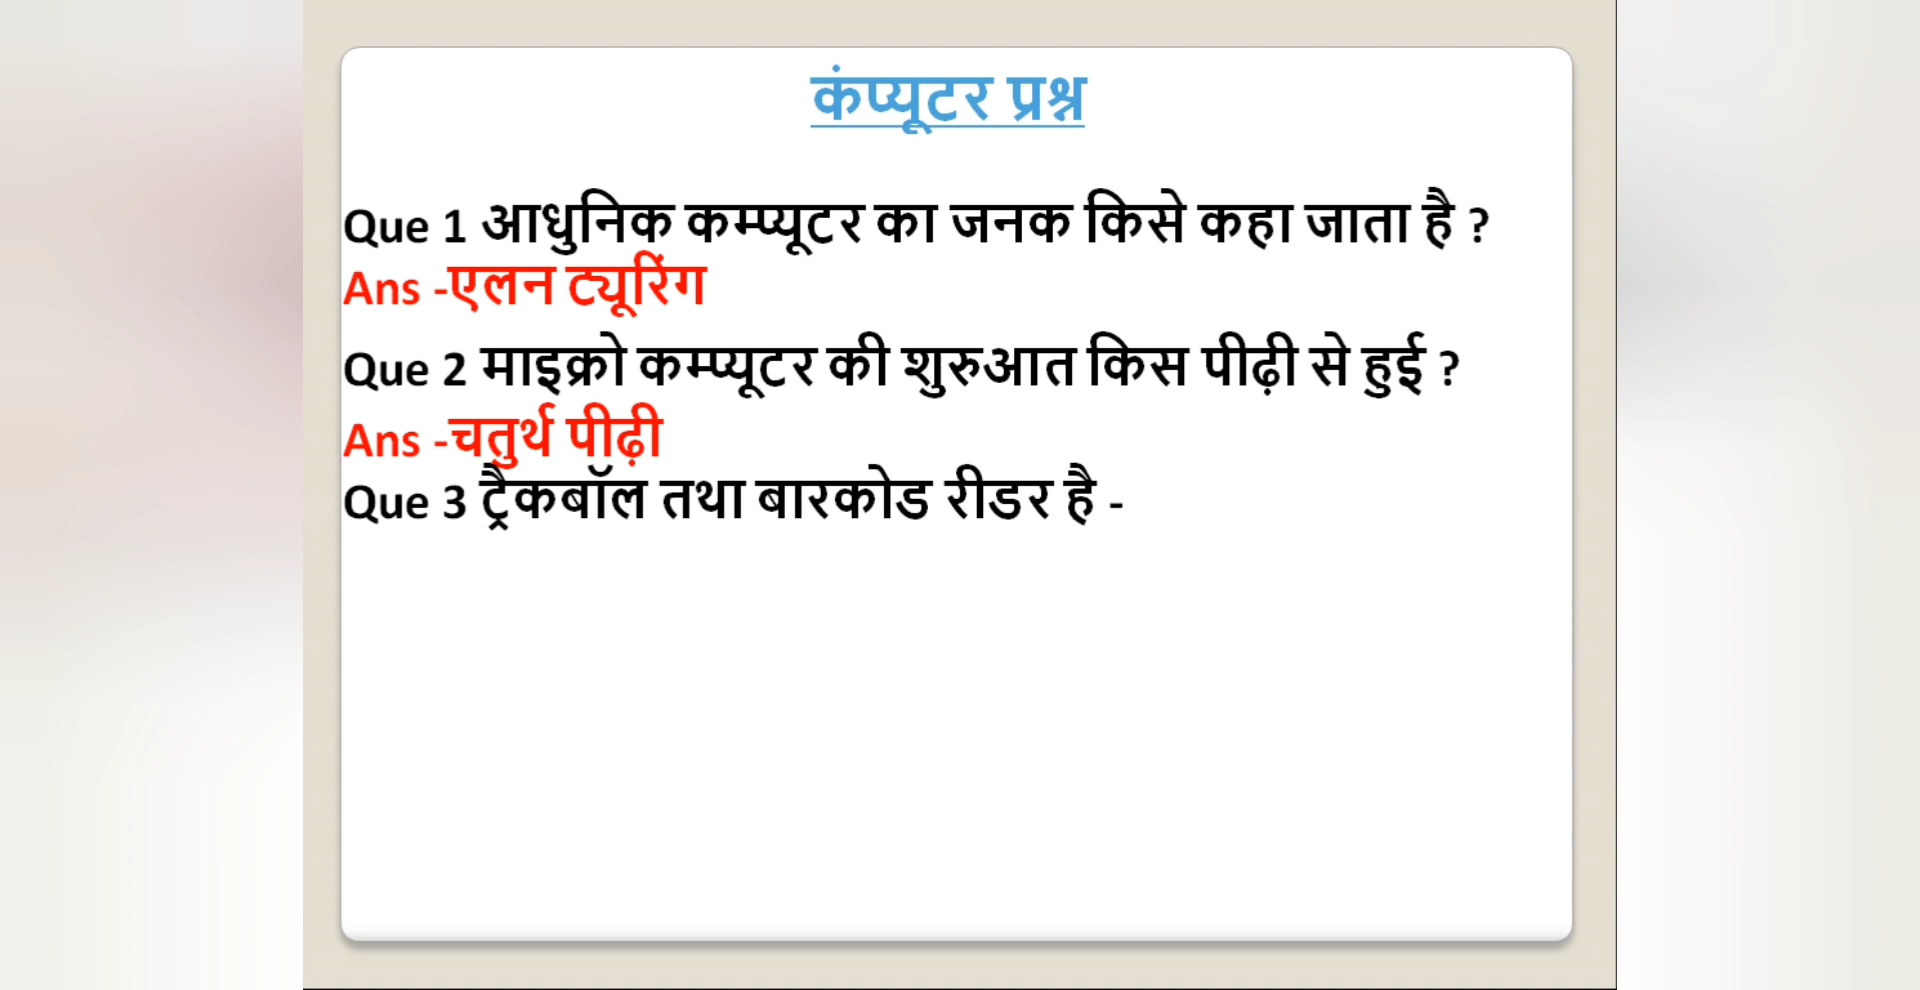 कंप्यूटर प्रश्न
Que 1 आधुनिक कम्प्यूटर का जनक किसे कहा जाता है ?
Ans -एलन ट्यूरिंग
Que 2 माइक्रो कम्प्यूटर की शुरुआत किस पीढ़ी से हुई ?
Ans -चतुर्थ पीढ़ी
Que 3 ट्रैकबॉल तथा बारकोड रीडर है -